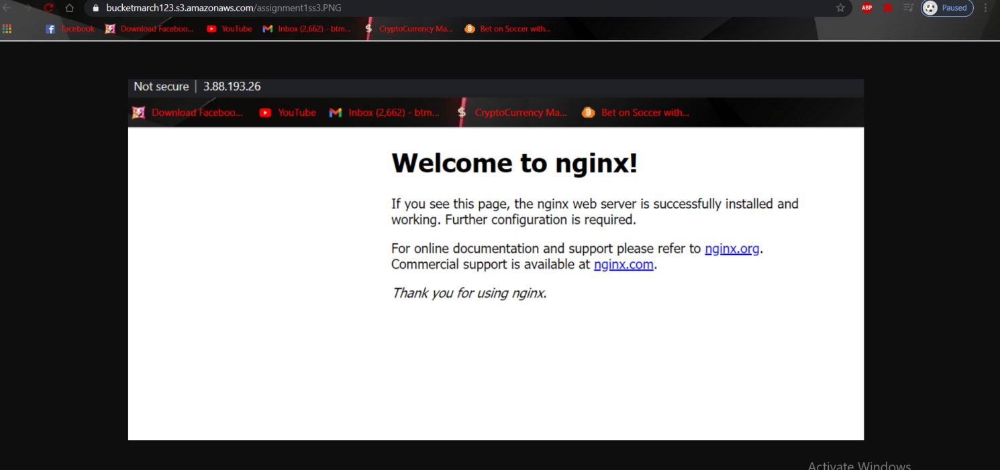 bucketmarch123.s3.amazonaws.com/assignment1ss3.PNG
ABP
Paused
Facebook
Download Faceboo...
YouTube
Inbox (2,662) - btm...
CryptoCurrency Ma...
Bet on Soccer with...
Not secure | 3.88.193.26
Download Faceboo...
YouTube
Inbox (2,662) - btm...
CryptoCurrency Ma...
Bet on Soccer with...
Welcome to nginx!
If you see this page, the nginx web server is successfully installed and
working. Further configuration is required.
For online documentation and support please refer to nginx.org.
Commercial support is available at nginx.com.
Thank you for using nginx.
Activate Windows